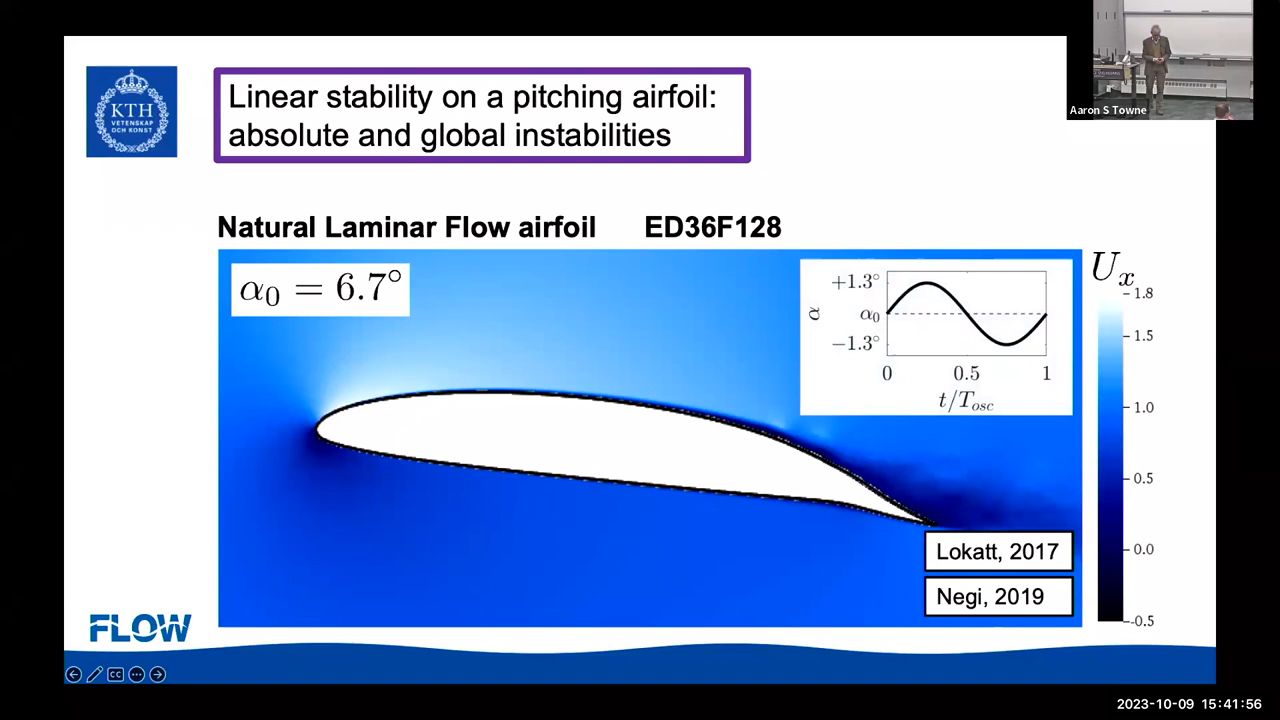 Aaron S Towne
KTH
VETENSKAP
OCH KONST
Linear stability on a pitching airfoil:
absolute and global instabilities
Natural Laminar Flow airfoil ED36F128
α₀ = 6.7°
+1.3°
α₀
−1.3°
α
0 0.5 1
t/Tₒₛc
Uₓ
1.8
1.5
1.0
0.5
0.0
-0.5
Lokatt, 2017
Negi, 2019
FLOW
CC
2023-10-09 15:41:56